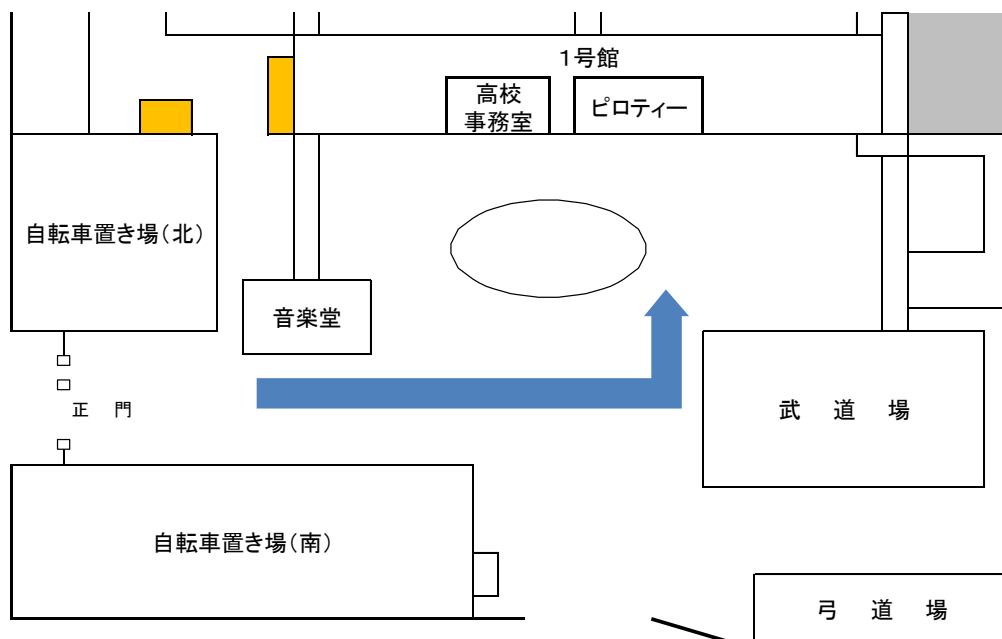 1号館
高校
事務室
ピロティー
自転車置き場(北)
音楽堂
正 門
武 道 場
自転車置き場(南)
弓 道 場